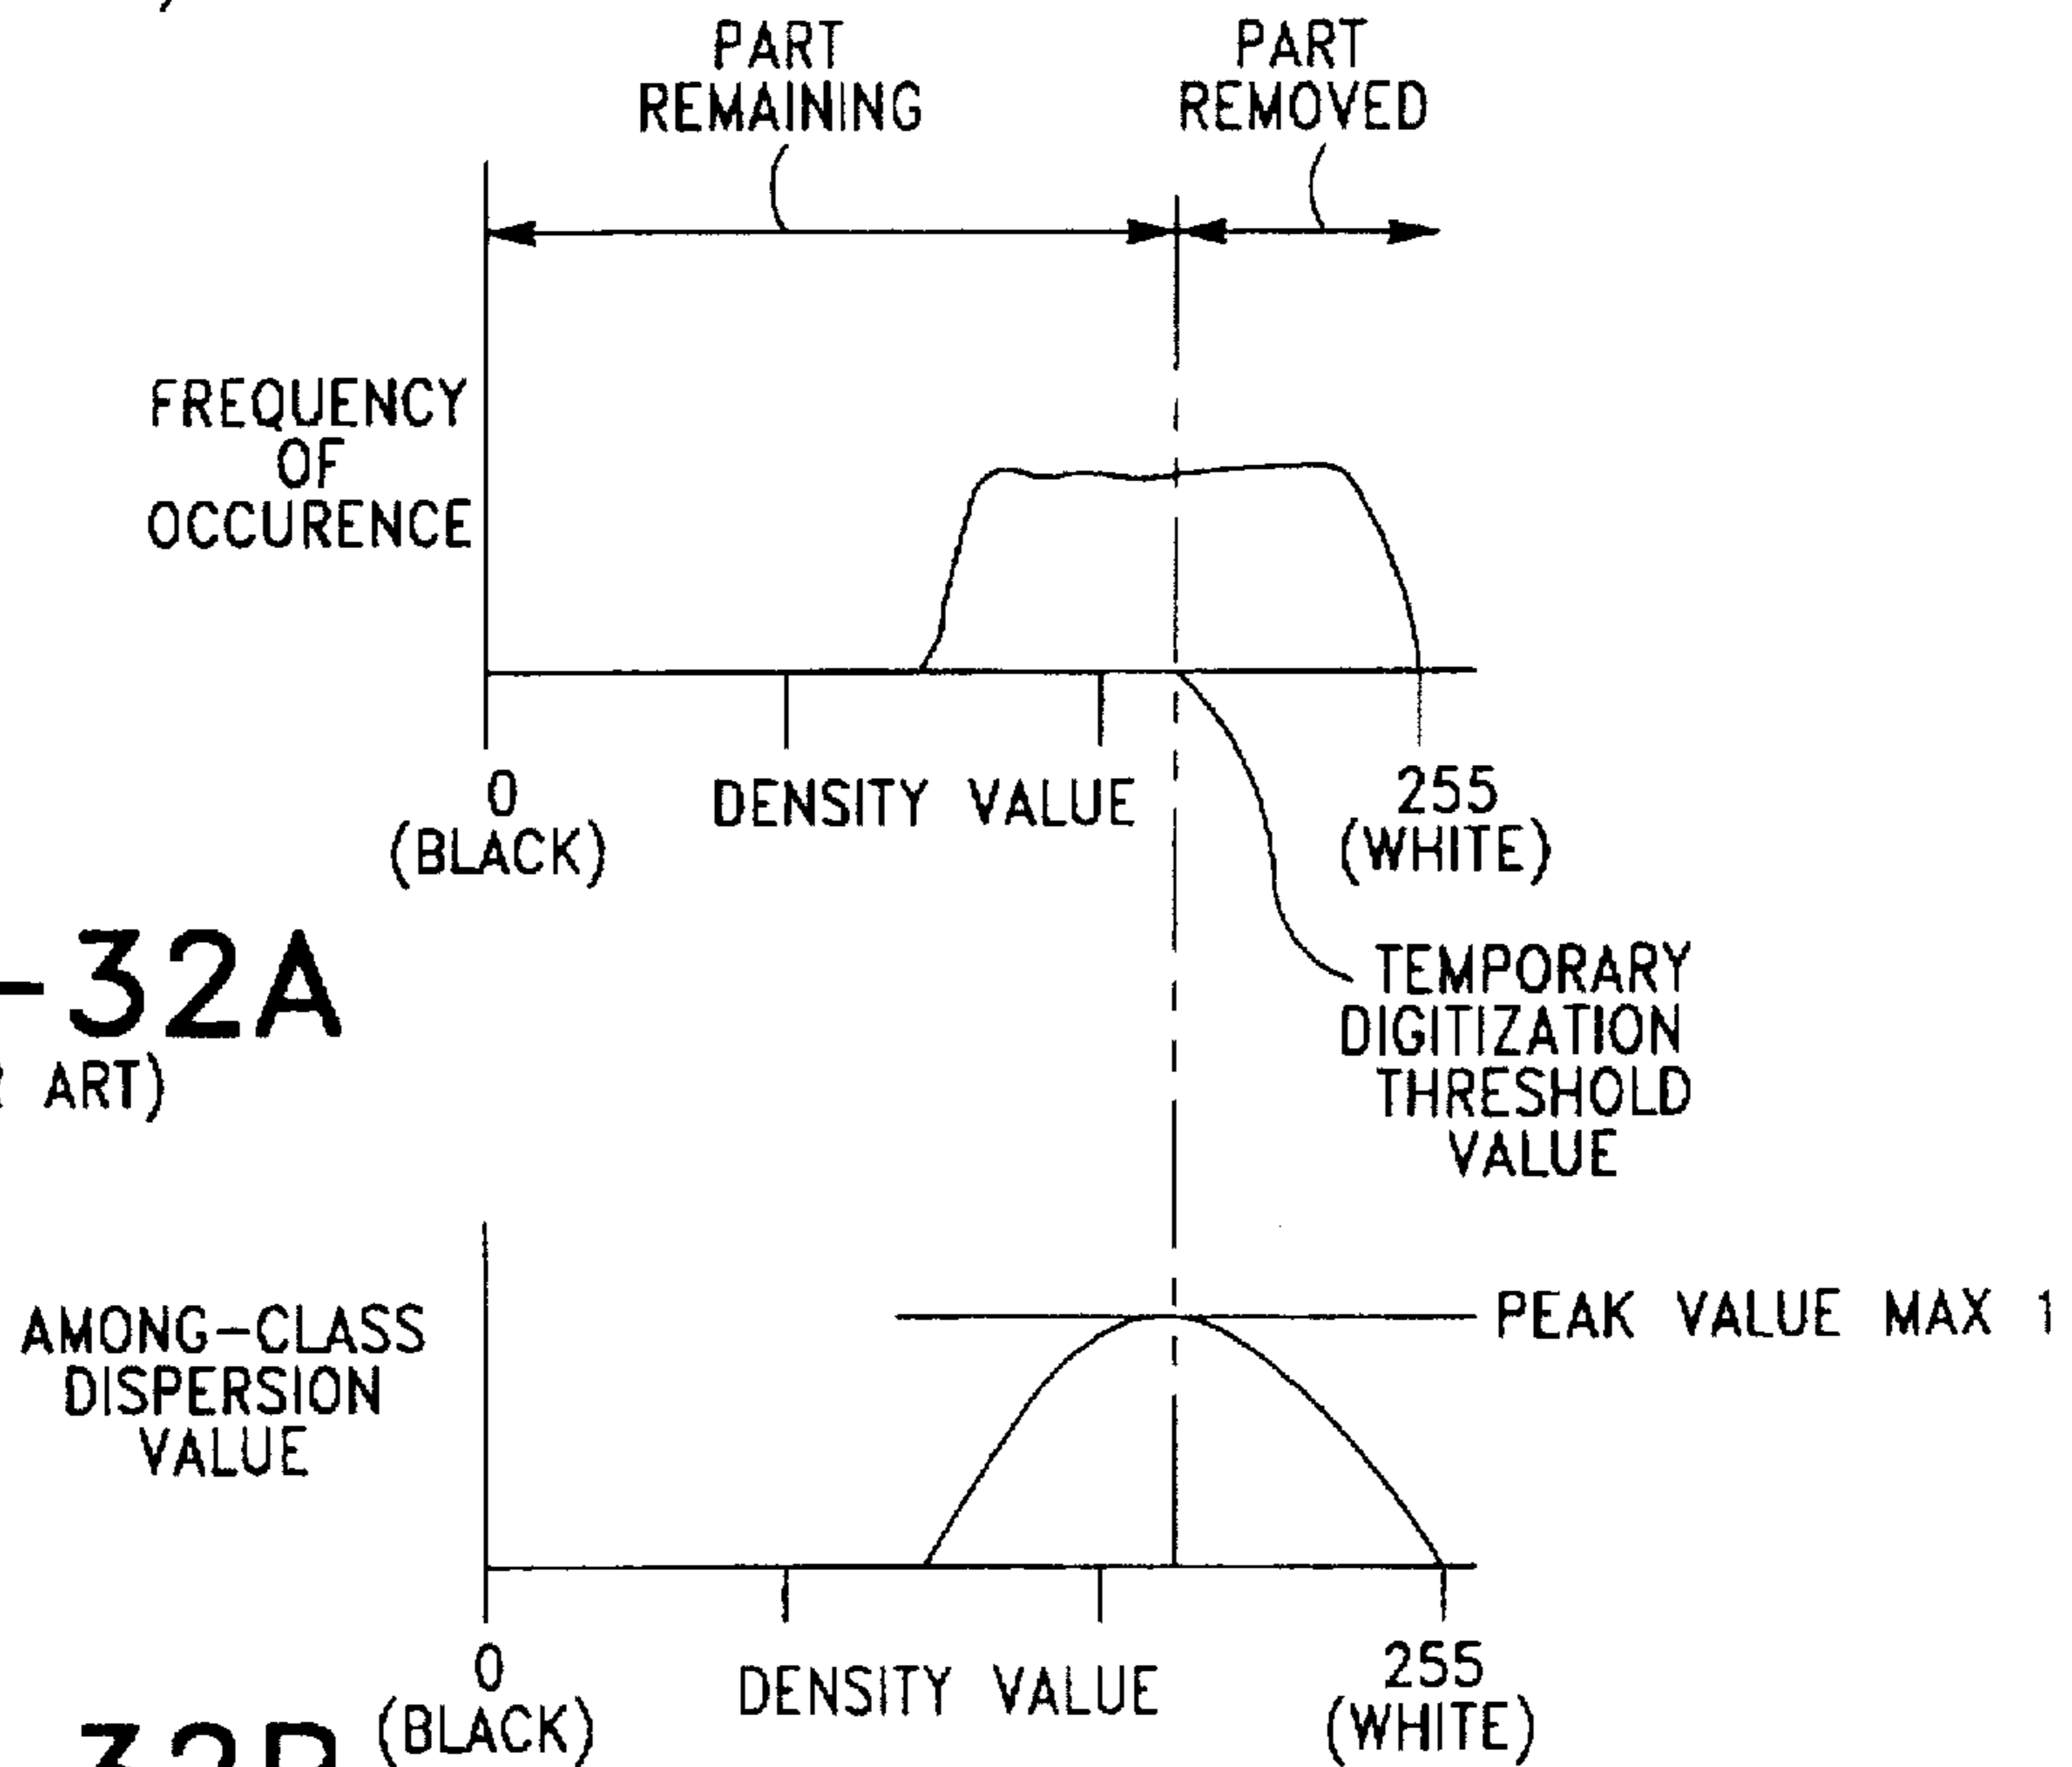 PART
REMAINING
PART
REMOVED
FREQUENCY
OF
OCCURENCE
0
(BLACK)
DENSITY VALUE
255
(WHITE)
-32A
ART)
TEMPORARY
DIGITIZATION
THRESHOLD
VALUE
AMONG-CLASS
DISPERSION
VALUE
PEAK VALUE MAX 1
0
(BLACK)
DENSITY VALUE
255
(WHITE)